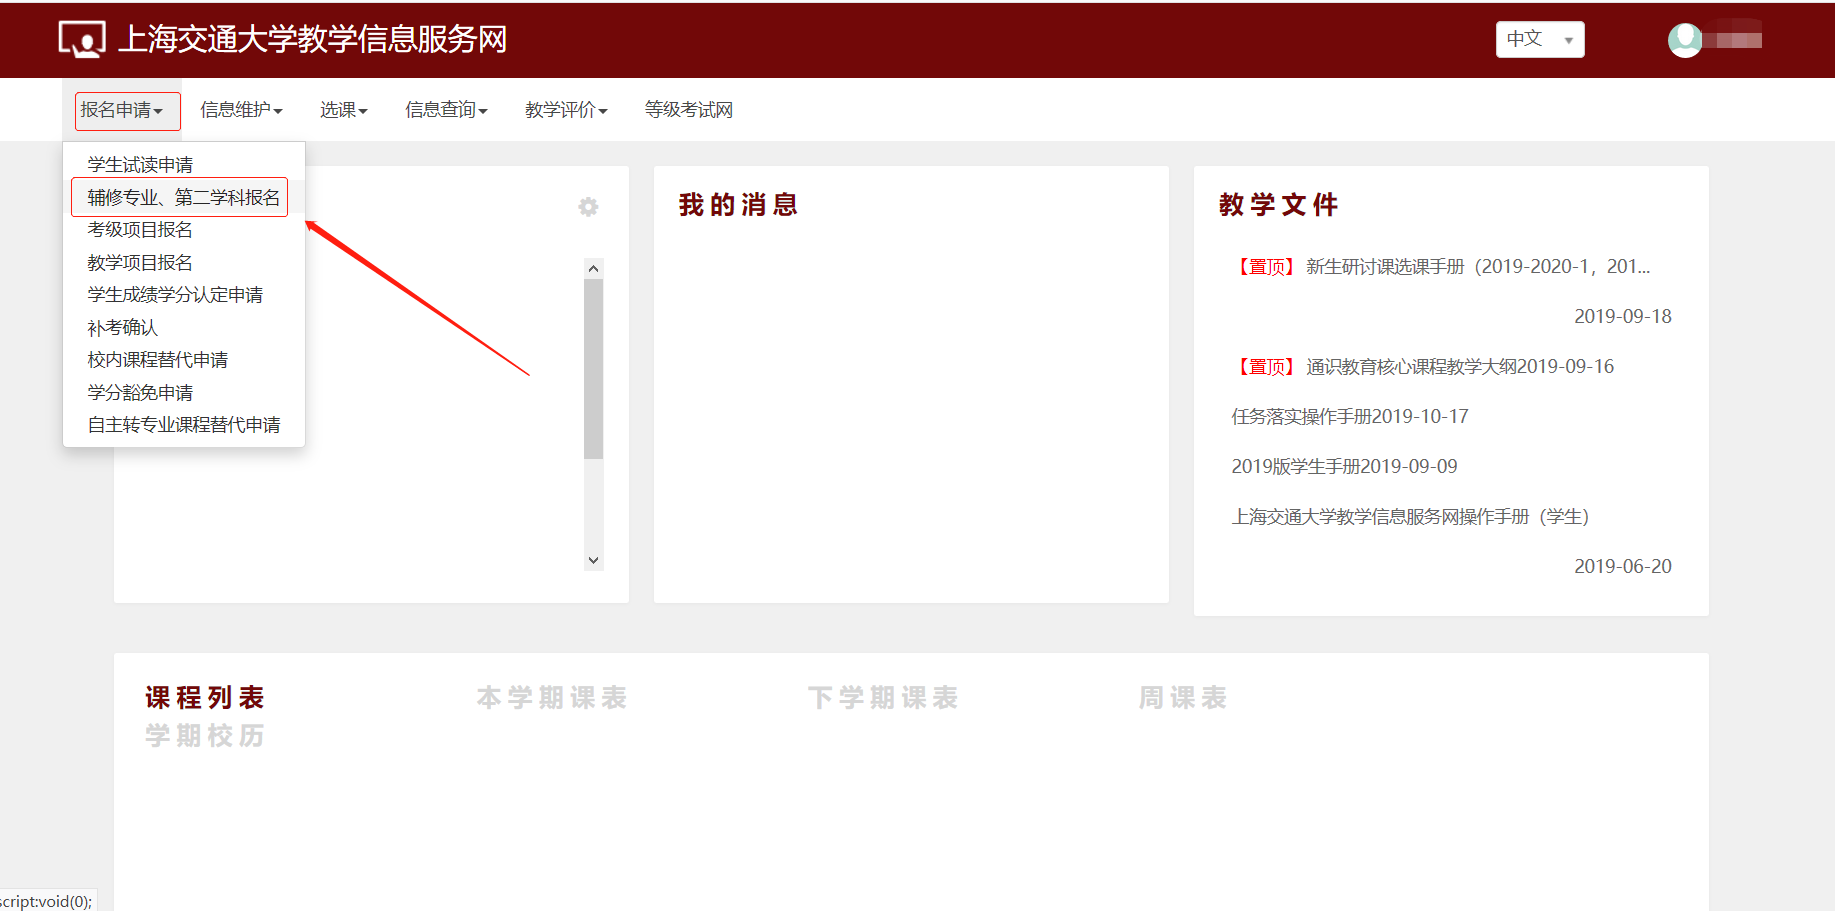 上海交通大学教学信息服务网
中文
报名申请 信息维护 选课 信息查询 教学评价 等级考试网
学生试读申请
辅修专业、第二学科报名
考级项目报名
教学项目报名
学生成绩学分认定申请
补考确认
校内课程替代申请
学分豁免申请
自主转专业课程替代申请
我的消息
教学文件
【置顶】 新生研讨课选课手册（2019-2020-1，201...
2019-09-18
【置顶】 通识教育核心课程教学大纲2019-09-16
任务落实操作手册2019-10-17
2019版学生手册2019-09-09
上海交通大学教学信息服务网操作手册（学生）
2019-06-20
课程列表 本学期课表 下学期课表 周课表
学期校历
script:void(0);